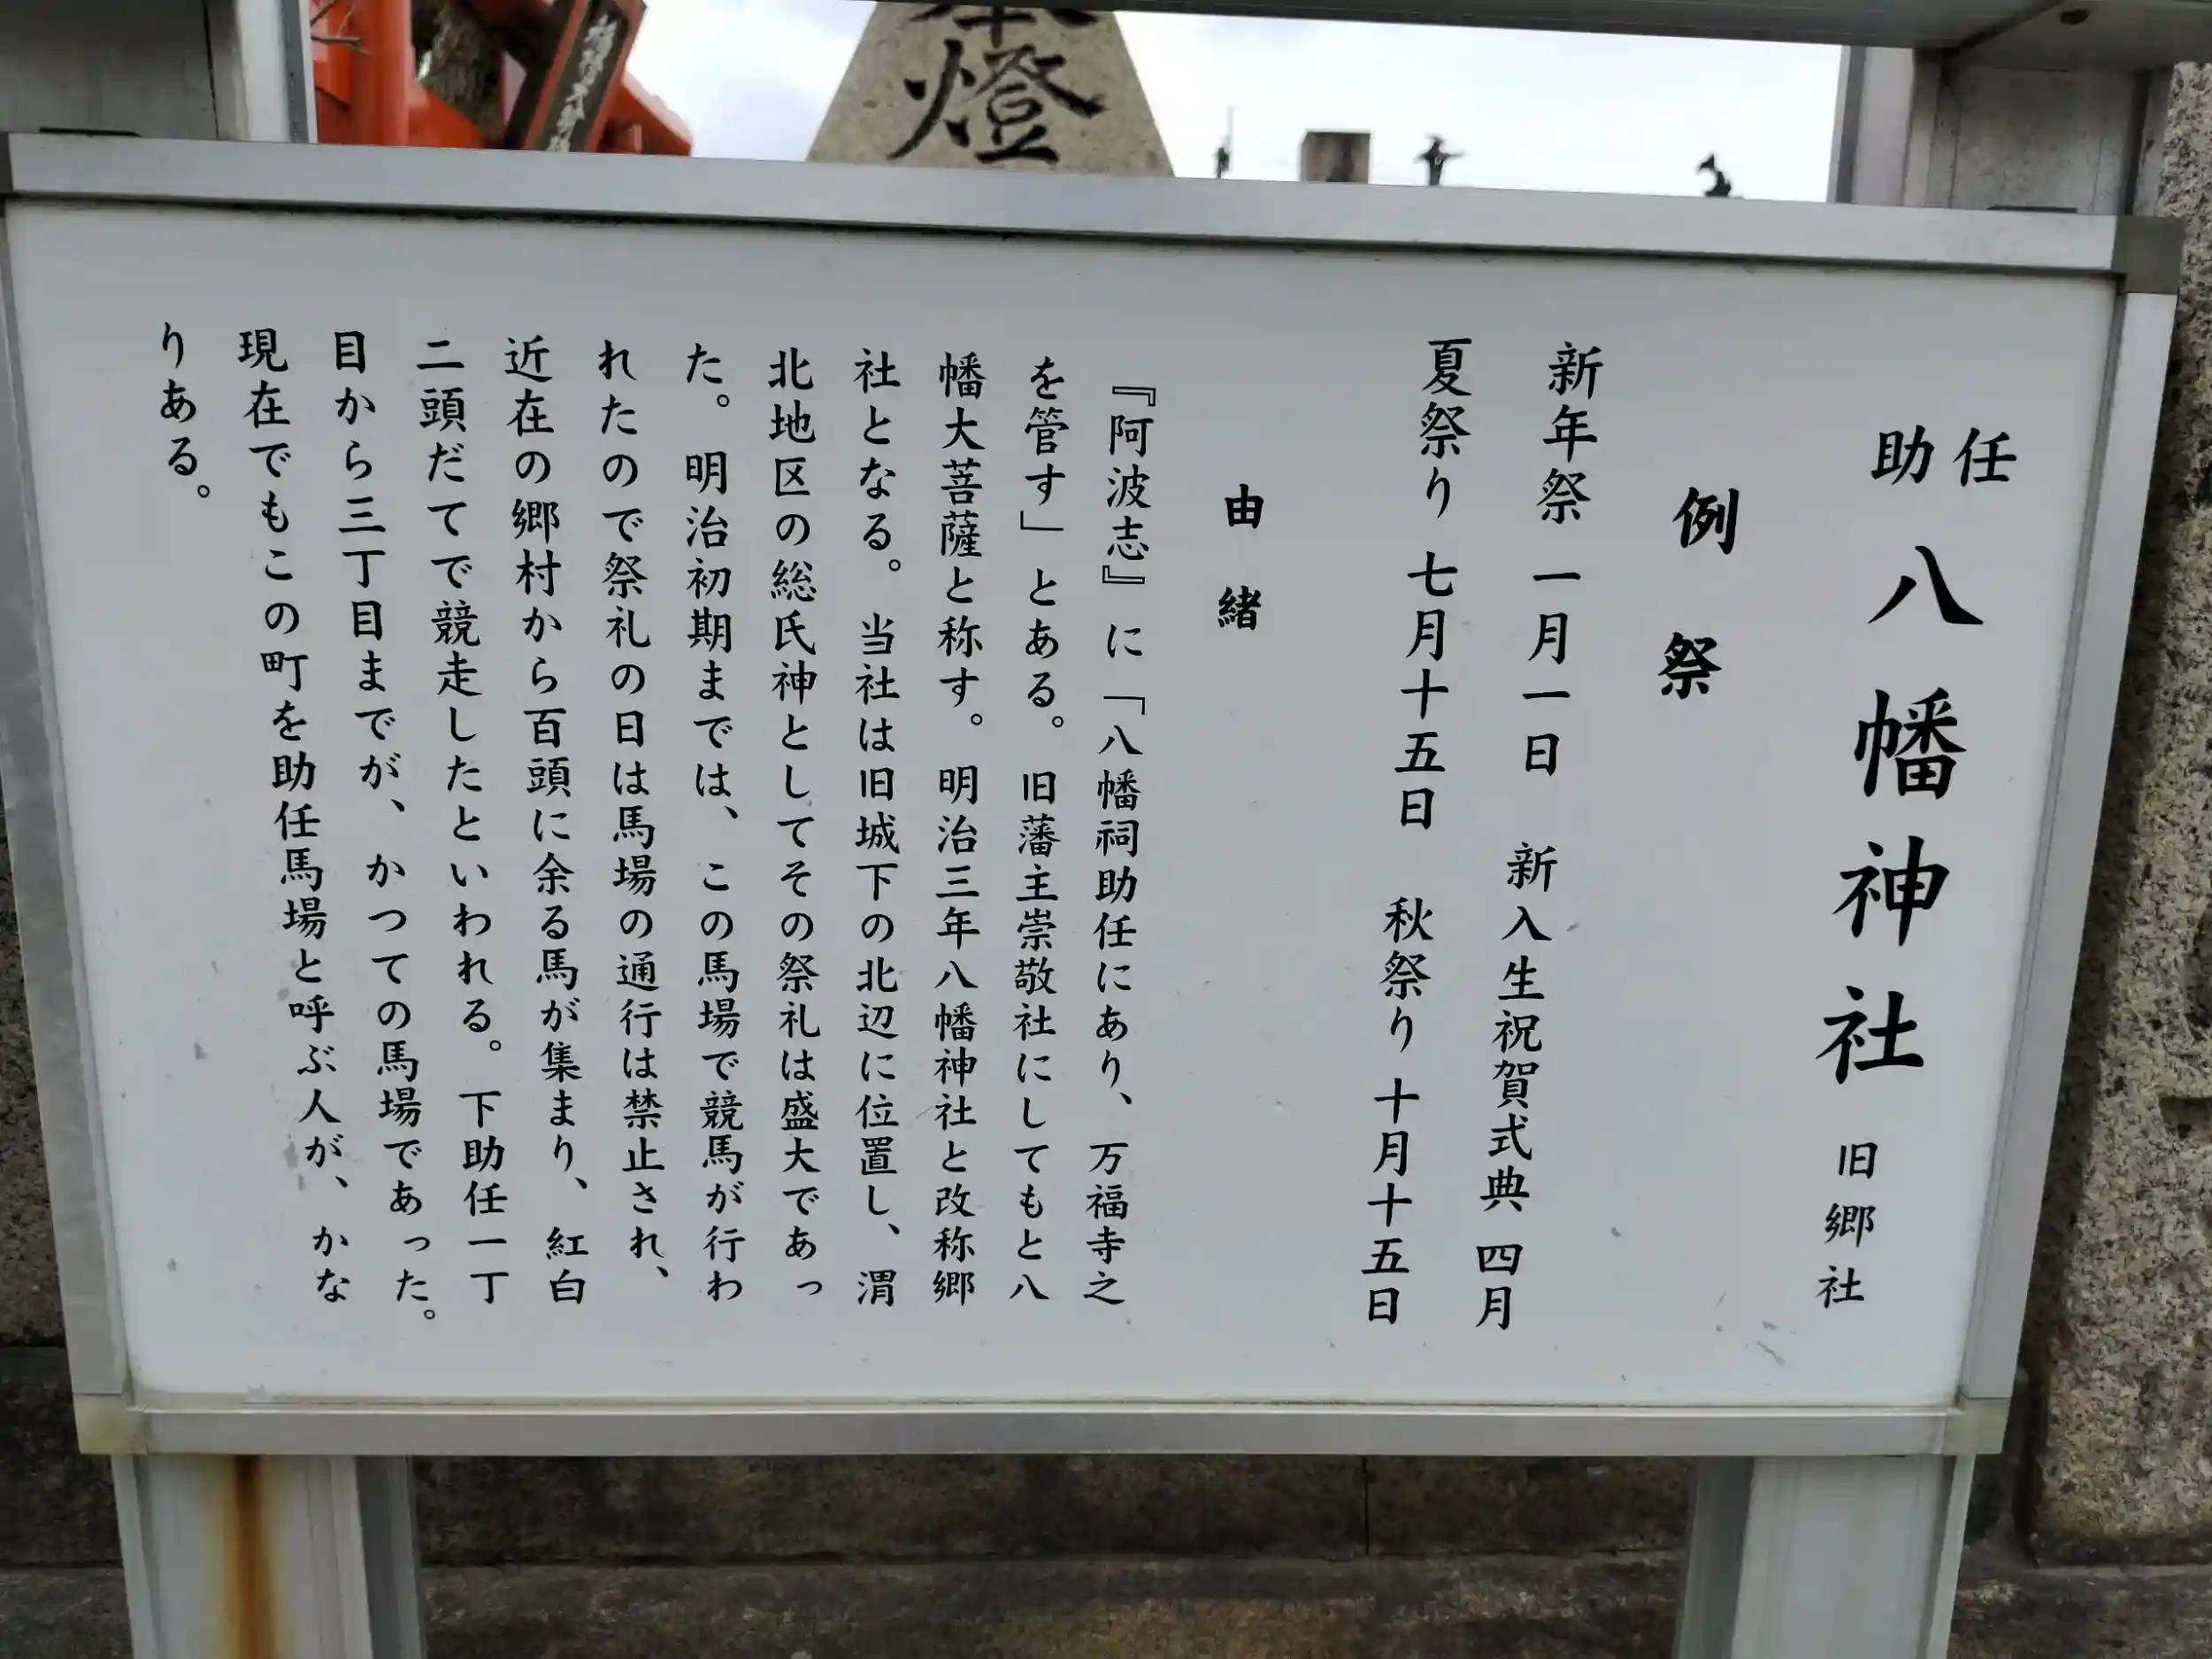 燈
助任
八幡神社 旧郷社
例祭
新年祭 一月一日 新入生祝賀式典 四月
夏祭り 七月十五日 秋祭り 十月十五日
由緒
『阿波志』に「八幡祠助任にあり、万福寺之
を管す」とある。旧藩主崇敬社にしてもと八
幡大菩薩と称す。明治三年八幡神社と改称郷
社となる。当社は旧城下の北辺に位置し、渭
北地区の総氏神としてその祭礼は盛大であっ
た。明治初期までは、この馬場で競馬が行わ
れたので祭礼の日は馬場の通行は禁止され、
近在の郷村から百頭に余る馬が集まり、紅白
二頭だてで競走したといわれる。下助任一丁
目から三丁目までが、かつての馬場であった。
現在でもこの町を助任馬場と呼ぶ人が、かな
りある。